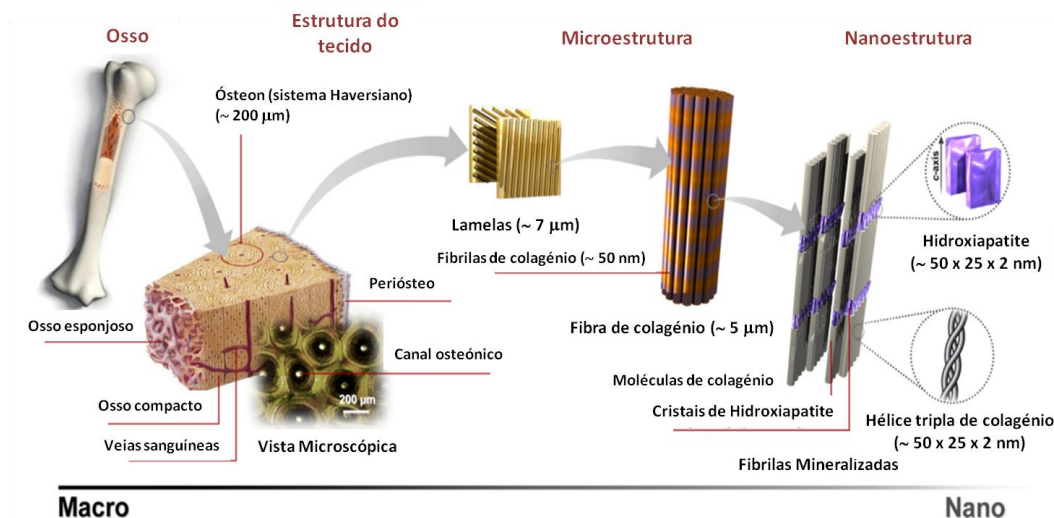 Osso
Estrutura do
tecido
Microestrutura
Nanoestrutura
Ósteon (sistema Haversiano)
(~ 200 µm)
c-axis
Lamelas (~ 7 µm)
Fibrilas de colagénio (~ 50 nm)
Hidroxiapatite
(~ 50 x 25 x 2 nm)
Periósteo
Osso esponjoso
Fibra de colagénio (~ 5 µm)
Canal osteónico
Moléculas de colagénio
200 µm
Osso compacto
Cristais de Hidroxiapatite
Hélice tripla de colagénio
(~ 50 x 25 x 2 nm)
Veias sanguíneas
Vista Microscópica
Fibrilas Mineralizadas
Macro
Nano